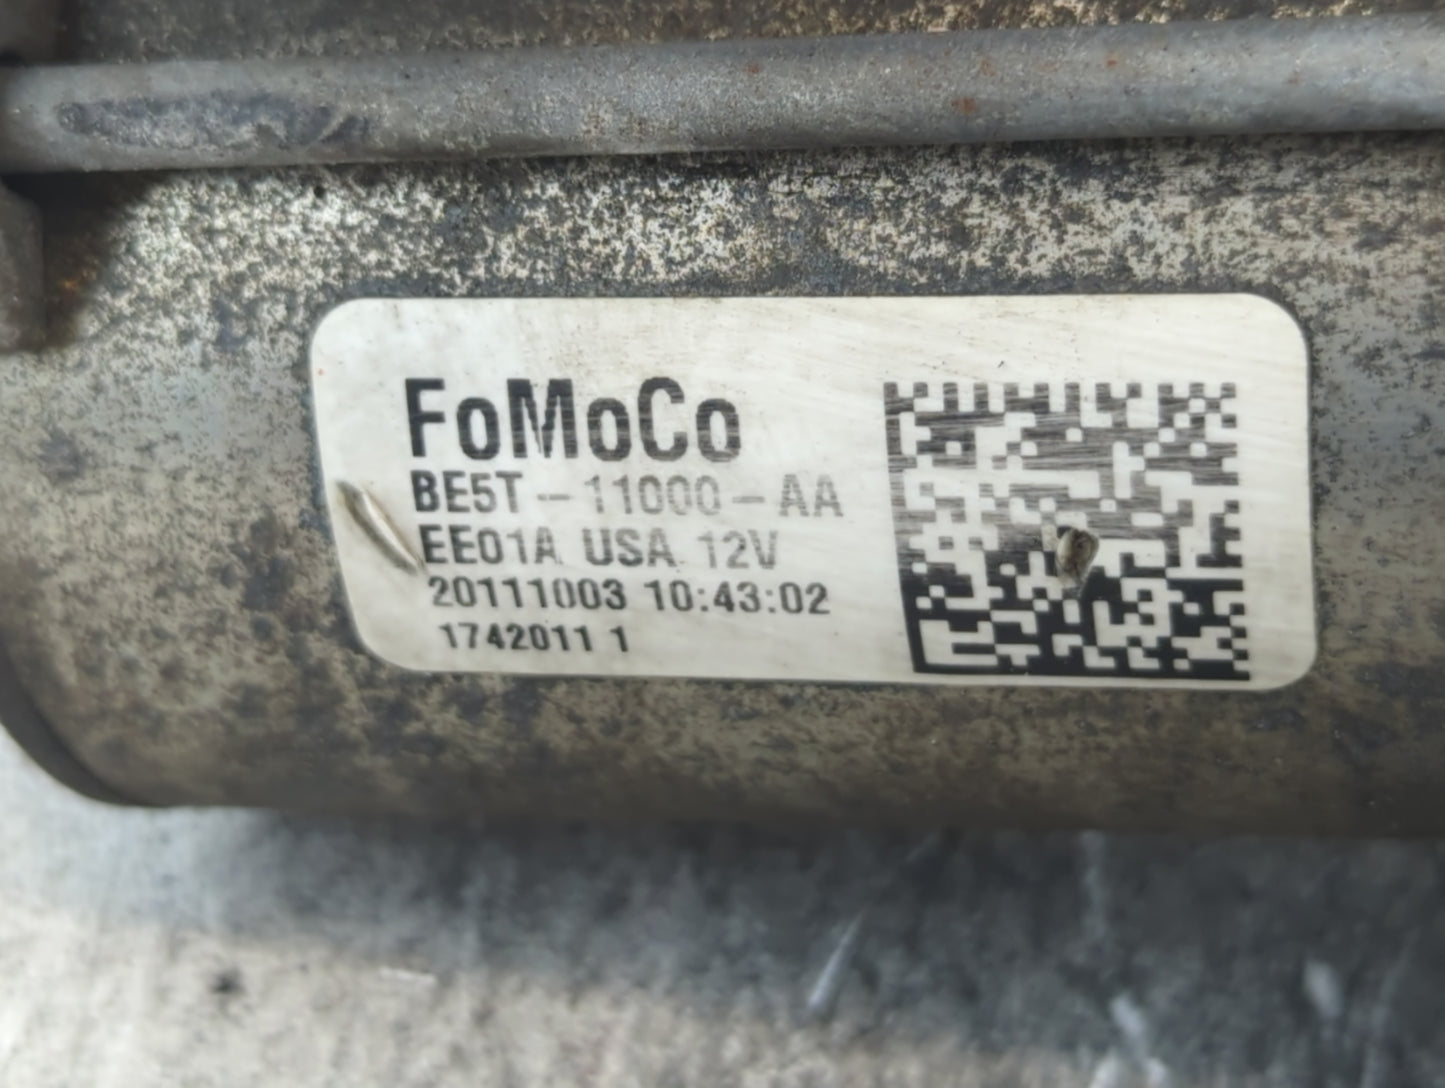 FoMoCo
BE5T-11000-AA
EE01A USA 12V
20111003 10:43:02
1742011 1